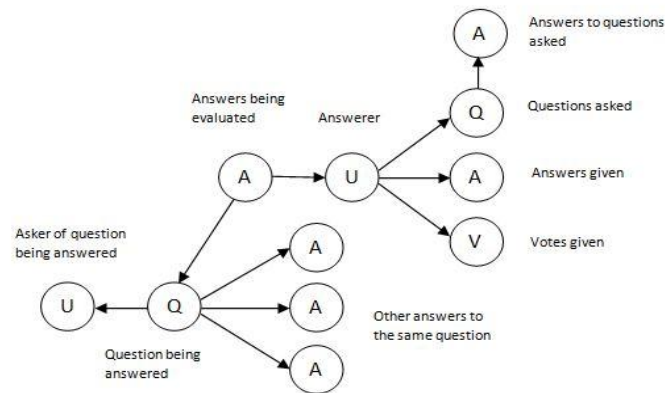 A
Answers to questions
asked
Answers being
evaluated
Answerer
Q
Questions asked
A
U
A
Answers given
V
Votes given
Asker of question
being answered
A
U
Q
A
Other answers to
the same question
Question being
answered
A